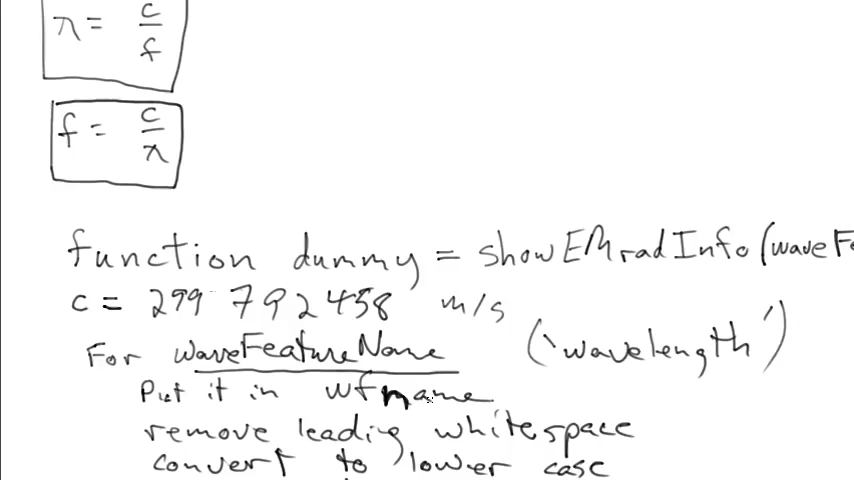 λ = c/f
f = c/λ
function dummy = showEMradInfo(waveFe
c = 299 792 458 m/s
For waveFeatureName ('wavelength')
Put it in wfname
remove leading whitespace
convert to lower case